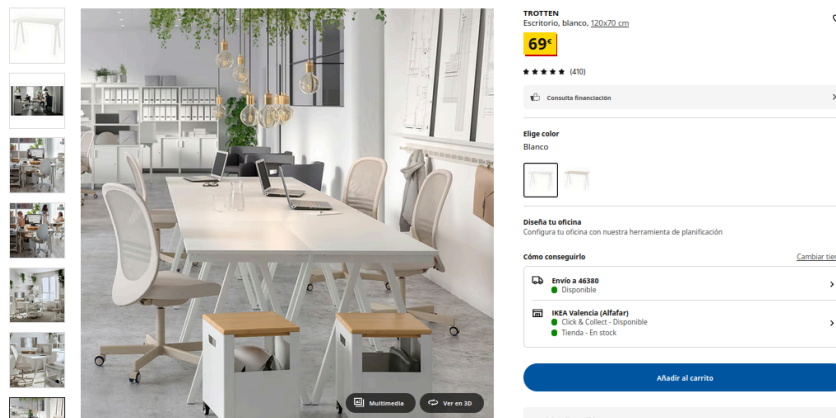 TROTTEN
Escritorio, blanco, 120x70 cm
69€
(410)
Consulta financiación
Elige color
Blanco
Diseña tu oficina
Configura tu oficina con nuestra herramienta de planificación
Cómo conseguirlo
Cambiar
Envío a 46380
Disponible
IKEA Valencia (Alfafar)
Click & Collect - Disponible
Tienda - En stock
Multimedia
Ver en 3D
Añadir al carrito